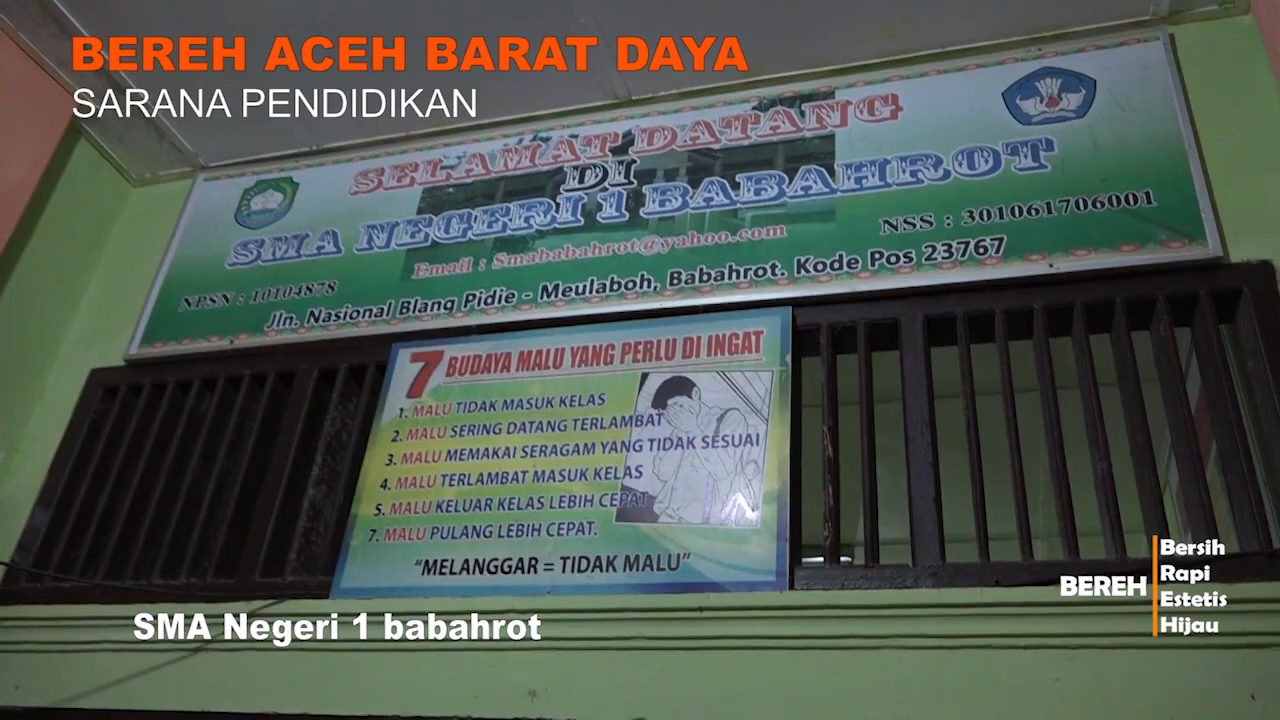 BEREH ACEH BARAT DAYA
SARANA PENDIDIKAN
SELAMAT DATANG
DI
SMA NEGERI 1 BABAHROT
Email : Smababahrot@yahoo.com
NSS : 301061706001
NPSN : 10104878
Jln. Nasional Blang Pidie - Meulaboh, Babahrot. Kode Pos 23767
7 BUDAYA MALU YANG PERLU DI INGAT
1. MALU TIDAK MASUK KELAS
2. MALU SERING DATANG TERLAMBAT
3. MALU MEMAKAI SERAGAM YANG TIDAK SESUAI
4. MALU TERLAMBAT MASUK KELAS
5. MALU KELUAR KELAS LEBIH CEPAT
7. MALU PULANG LEBIH CEPAT.
"MELANGGAR = TIDAK MALU"
SMA Negeri 1 babahrot
BEREH
Bersih
Rapi
Estetis
Hijau